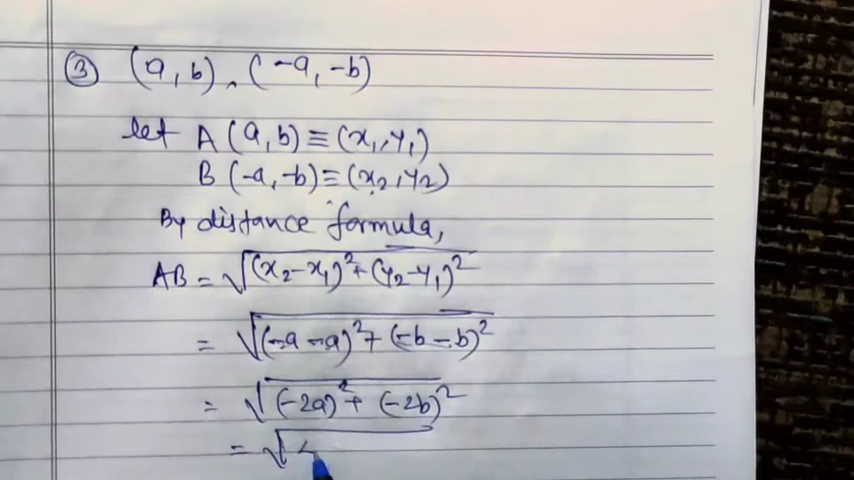 ③ (a, b), (-a, -b)
let A (a, b) ≡ (x₁, y₁)
B (-a, -b) ≡ (x₂, y₂)
By distance formula,
AB = √((x₂-x₁)²+(y₂-y₁)²)
= √((-a-a)²+(-b-b)²)
= √((-2a)²+(-2b)²)
= √4